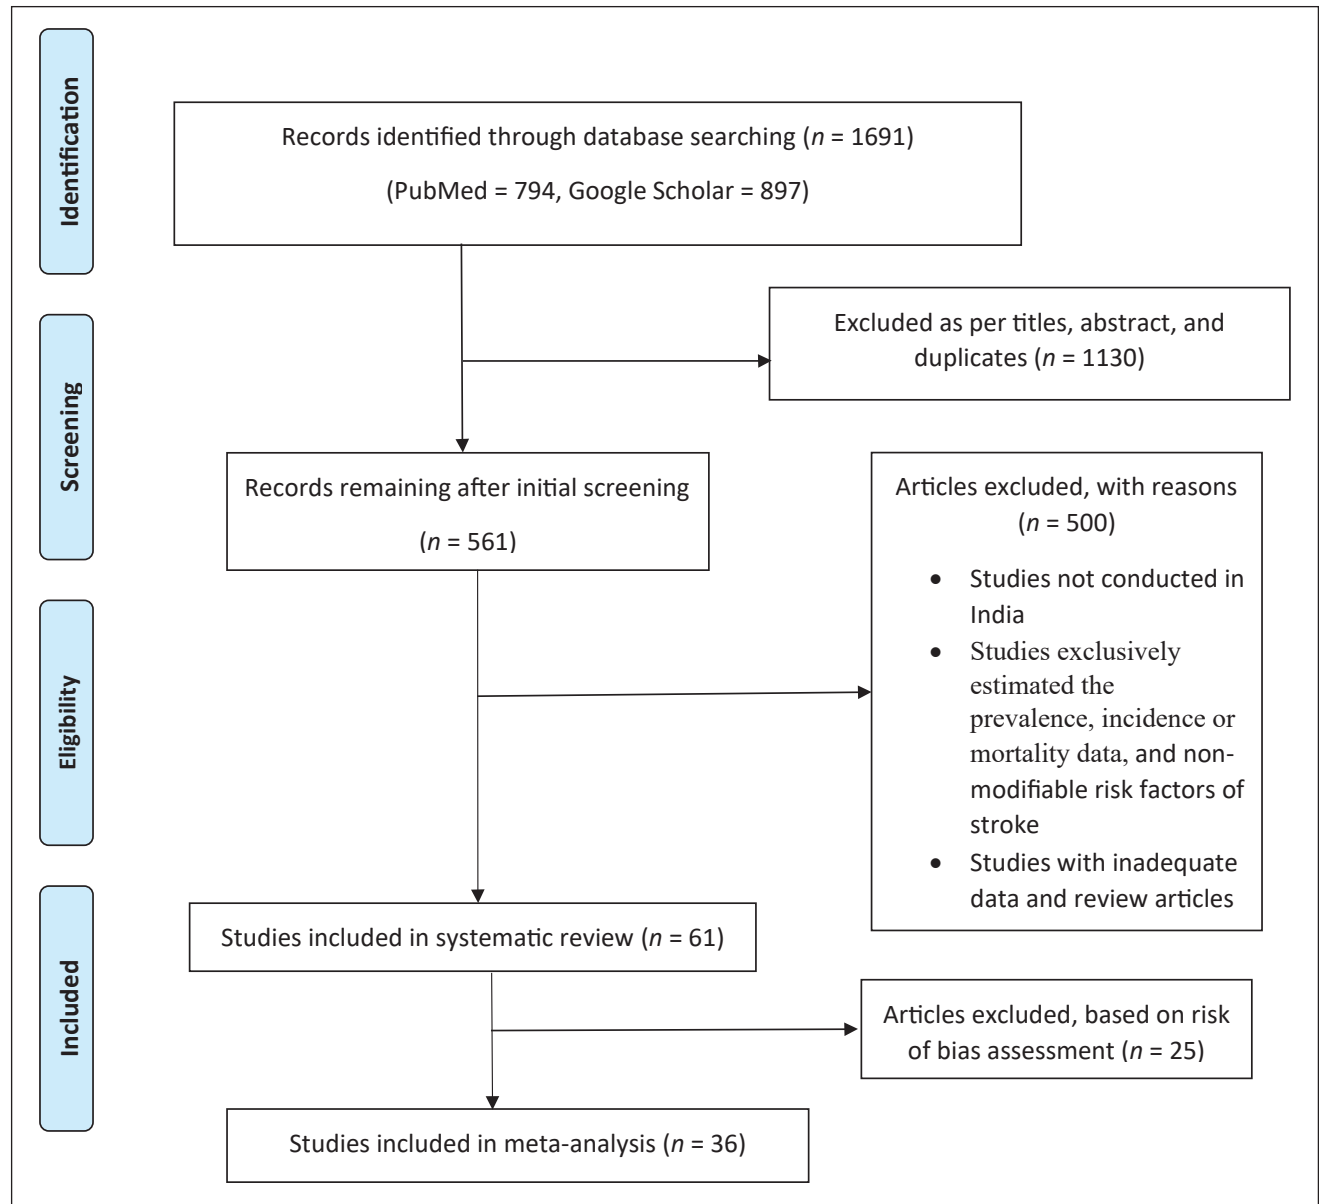 Identification
Records identified through database searching (n = 1691)
(PubMed = 794, Google Scholar = 897)
Excluded as per titles, abstract, and
duplicates (n = 1130)
Screening
Records remaining after initial screening
(n = 561)
Articles excluded, with reasons
(n = 500)
• Studies not conducted in
India
• Studies exclusively
estimated the
prevalence, incidence or
mortality data, and non-
modifiable risk factors of
stroke
• Studies with inadequate
data and review articles
Eligibility
Studies included in systematic review (n = 61)
Included
Articles excluded, based on risk
of bias assessment (n = 25)
Studies included in meta-analysis (n = 36)